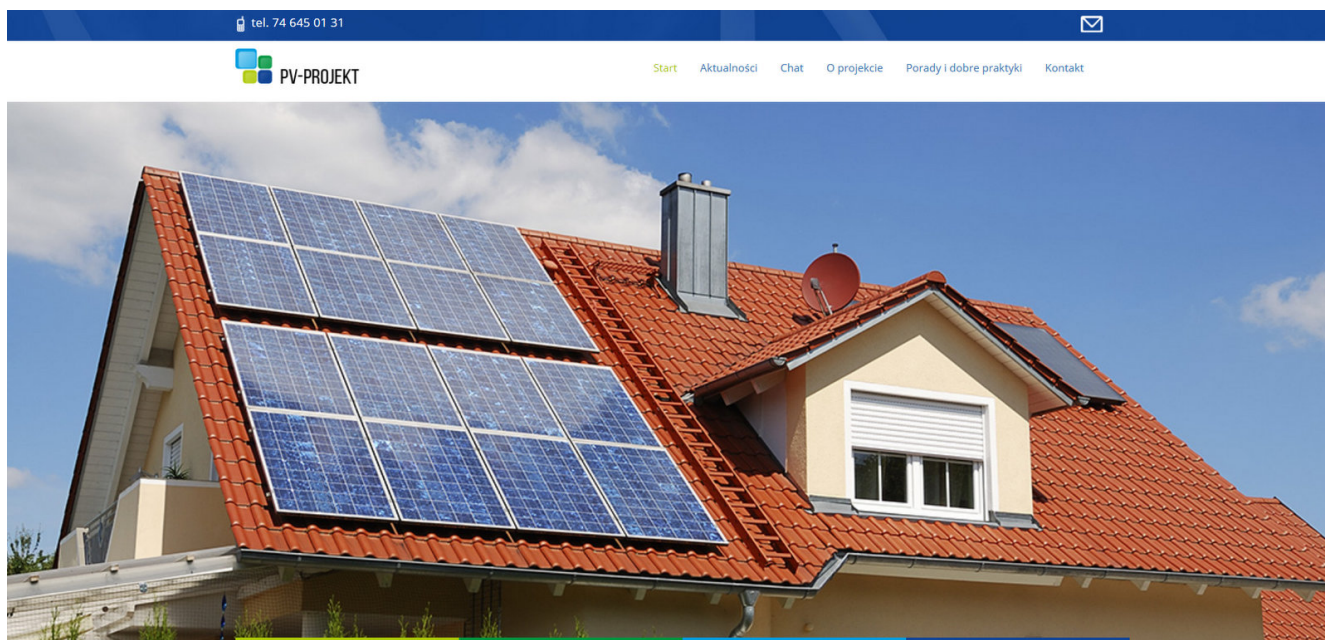 tel. 74 645 01 31
PV-PROJEKT
Start Aktualności Chat O projekcie Porady i dobre praktyki Kontakt